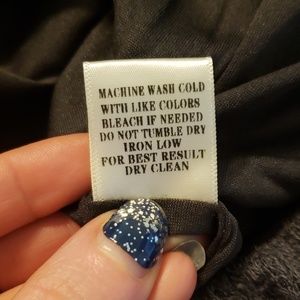 MACHINE WASH COLD
WITH LIKE COLORS
BLEACH IF NEEDED
DO NOT TUMBLE DRY
IRON LOW
FOR BEST RESULT
DRY CLEAN